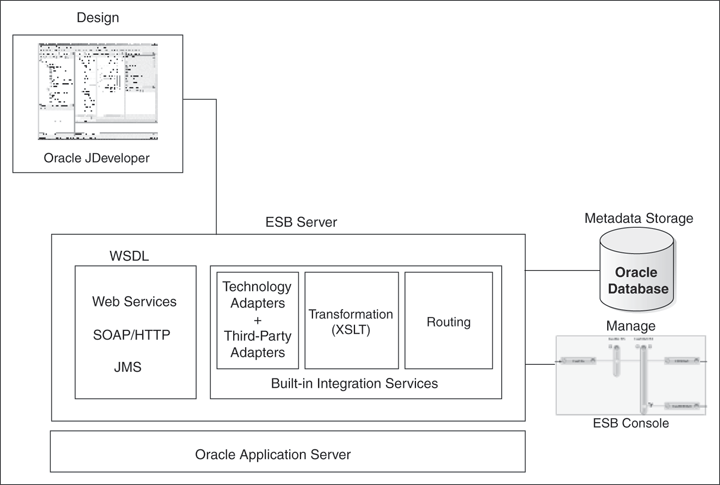 Design
Oracle JDeveloper
ESB Server
Metadata Storage
Oracle
Database
WSDL
Web Services
SOAP/HTTP
JMS
Technology
Adapters
+
Third-Party
Adapters
Transformation
(XSLT)
Routing
Built-in Integration Services
Manage
ESB Console
Oracle Application Server